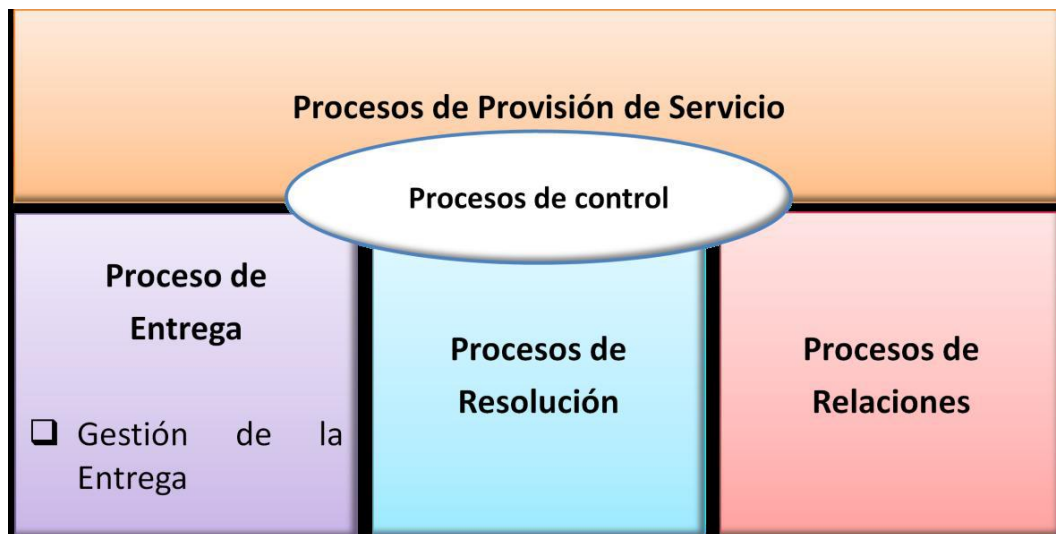 Procesos de Provisión de Servicio
Procesos de control
Proceso de
Entrega
❑ Gestión de la
Entrega
Procesos de
Resolución
Procesos de
Relaciones